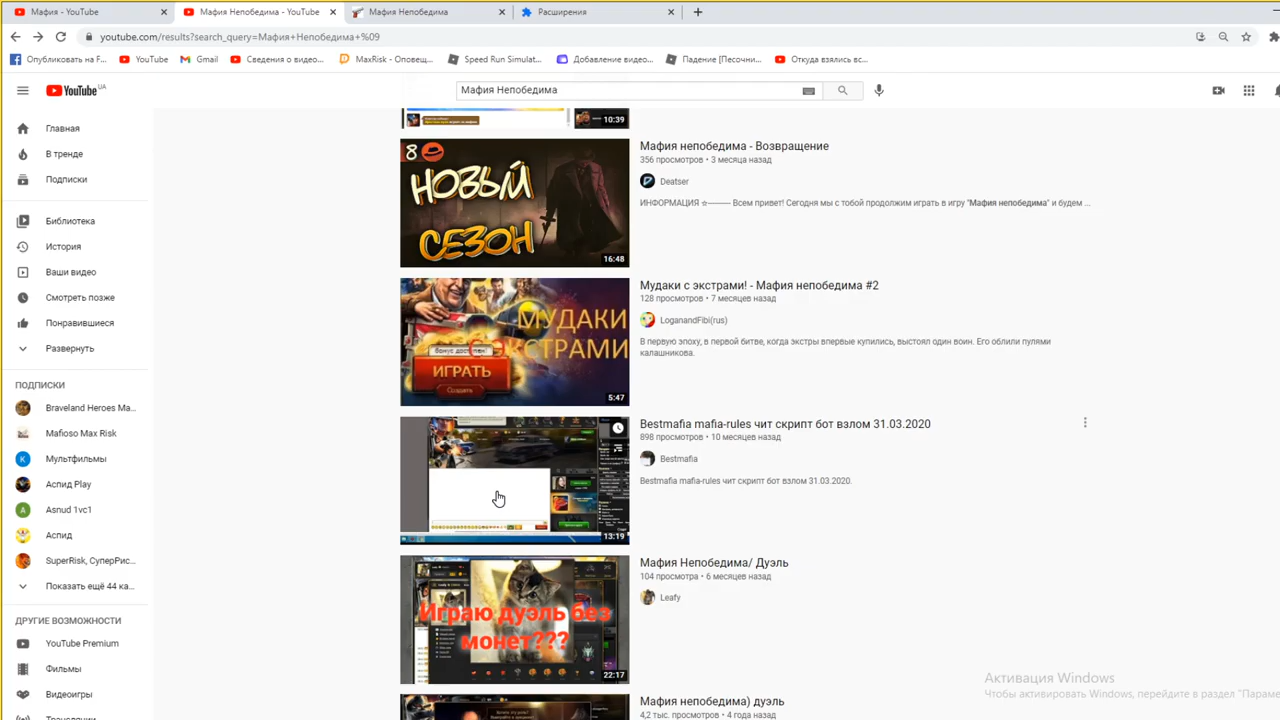 Мафия - YouTube
Мафия Непобедима - YouTube
Мафия Непобедима
Расширения
youtube.com/results?search_query=Мафия+Непобедима+%09
Опубликовать на F...
YouTube
Gmail
Сведения о видео...
MaxRisk - Оповещ...
Speed Run Simulat...
Добавление видео...
Падение [Песочни...
Откуда взялись вс...
YouTube UA
Мафия Непобедима
Главная
В тренде
Подписки
Библиотека
История
Ваши видео
Смотреть позже
Понравившиеся
Развернуть
ПОДПИСКИ
Braveland Heroes Ma...
Mafioso Max Risk
К
Мультфильмы
Аспид Play
A
Asnud 1vc1
Аспид
SuperRisk, СуперРис...
Показать ещё 44 ка...
ДРУГИЕ ВОЗМОЖНОСТИ
YouTube Premium
Фильмы
Видеоигры
Трансляции
10:39
8
НОВЫЙ
СЕЗОН
16:48
Мафия непобедима - Возвращение
356 просмотров • 3 месяца назад
Deatser
ИНФОРМАЦИЯ ☆--------- Всем привет! Сегодня мы с тобой продолжим играть в игру "Мафия непобедима" и будем ...
МУДАКИ
С ЭКСТРАМИ
бонус доступен!
ИГРАТЬ
Создать
5:47
Мудаки с экстрами! - Мафия непобедима #2
128 просмотров • 7 месяцев назад
LoganandFibi(rus)
В первую эпоху, в первой битве, когда экстры впервые купились, выстоял один воин. Его облили пулями
калашникова.
13:19
Bestmafia mafia-rules чит скрипт бот взлом 31.03.2020
898 просмотров • 10 месяцев назад
Bestmafia
Bestmafia mafia-rules чит скрипт бот взлом 31.03.2020.
Играю дуэль без
монет???
22:17
Мафия Непобедима/ Дуэль
104 просмотра • 6 месяцев назад
Leafy
Мафия непобедима) дуэль
4,2 тыс. просмотров • 4 года назад
Активация Windows
Чтобы активировать Windows, перейдите в раздел "Параме